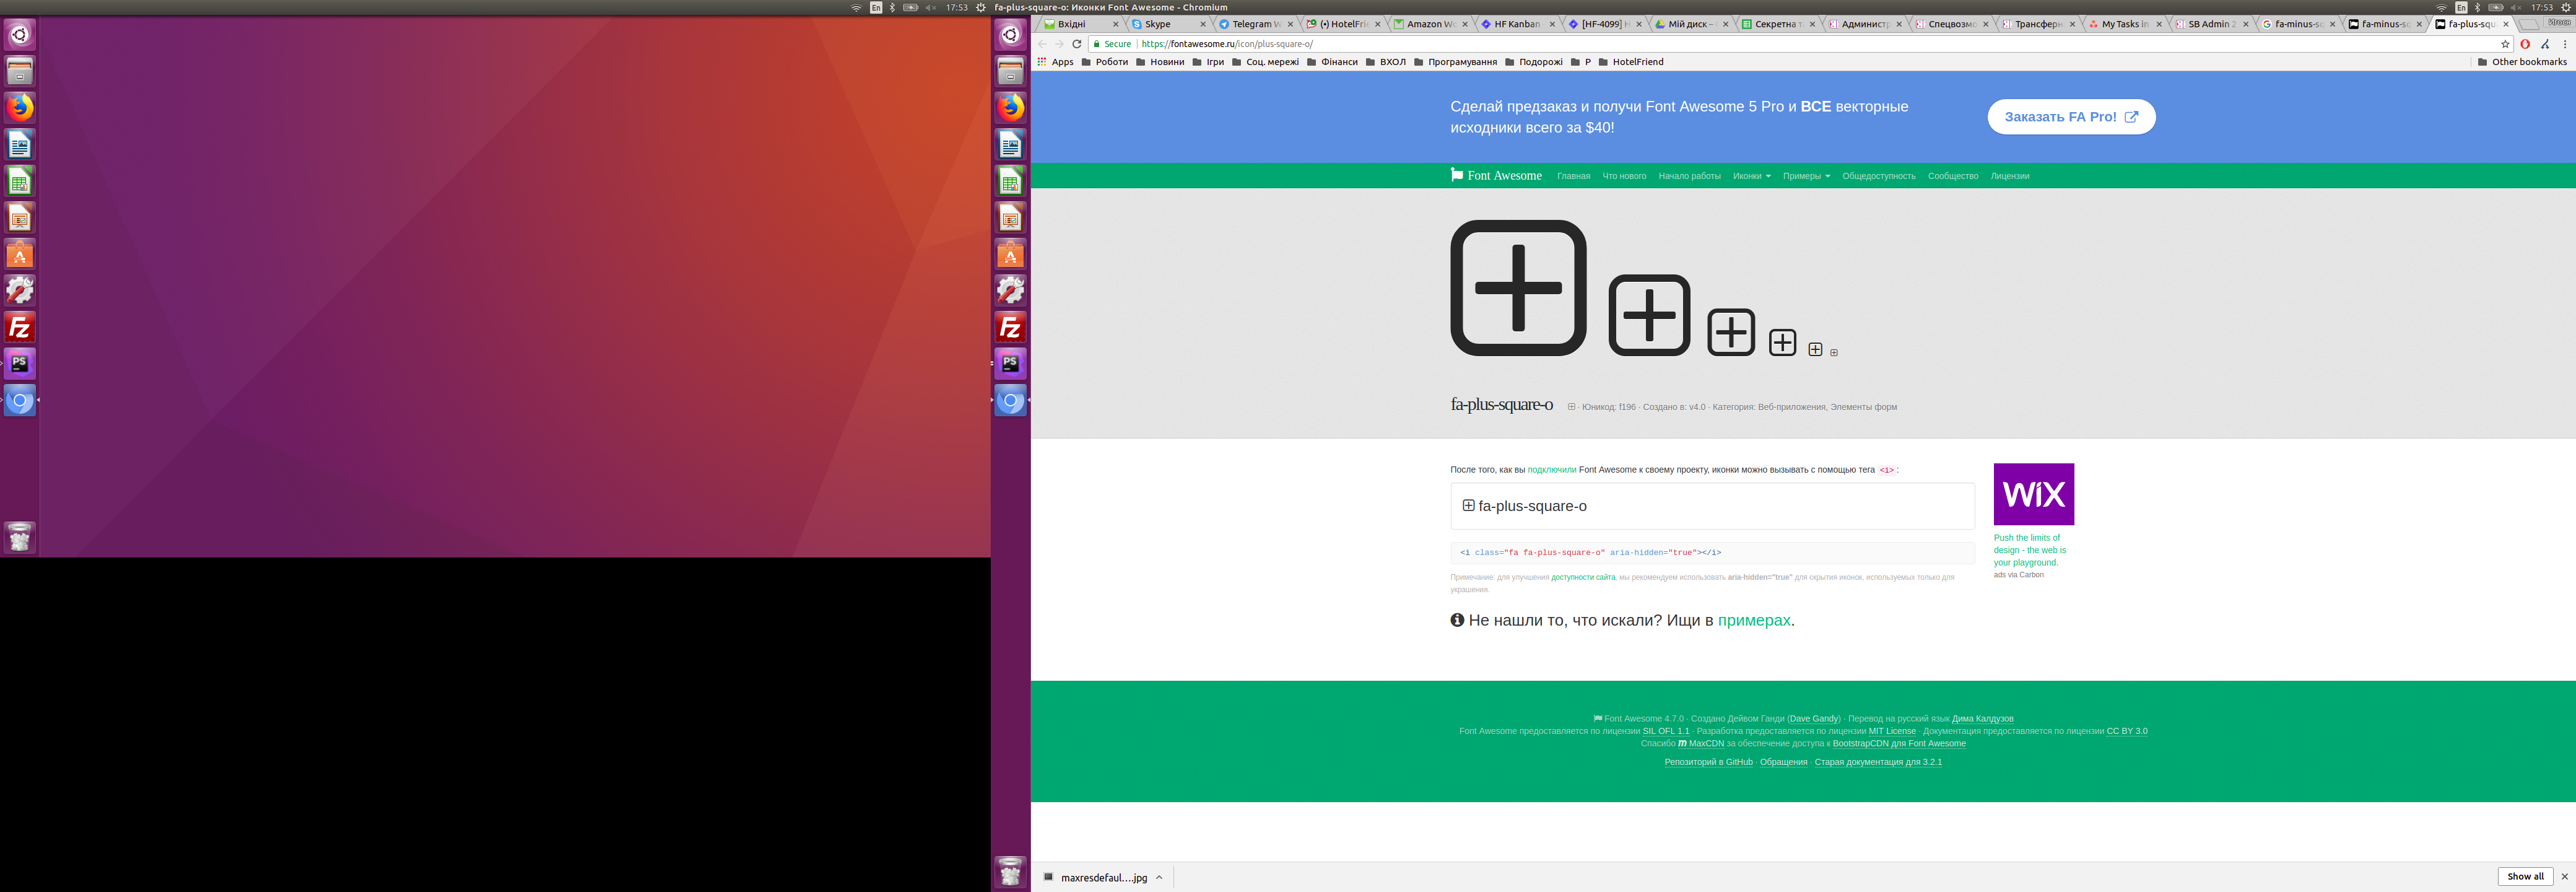 En
17:53
fa-plus-square-o: Иконки Font Awesome - Chromium
En
17:53
Вхідні
Skype
Telegram W
(•) HotelFri
Amazon Wo
HF Kanban
[HF-4099] H
Мій диск –
Секретна т
Администр
Спецвозмо
Трансферн
My Tasks in
SB Admin 2
fa-minus-sq
fa-minus-sq
fa-plus-squ
Secure
https://fontawesome.ru/icon/plus-square-o/
Apps
Роботи
Новини
Ігри
Соц. мережі
Фінанси
ВХОЛ
Програмування
Подорожі
Р
HotelFriend
Other bookmarks
Сделай предзаказ и получи Font Awesome 5 Pro и ВСЕ векторные
исходники всего за $40!
Заказать FA Pro!
Font Awesome
Главная
Что нового
Начало работы
Иконки
Примеры
Общедоступность
Сообщество
Лицензии
fa-plus-square-o
· Юникод: f196 · Создано в: v4.0 · Категория: Веб-приложения, Элементы форм
После того, как вы подключили Font Awesome к своему проекту, иконки можно вызывать с помощью тега <i>:
fa-plus-square-o
<i class="fa fa-plus-square-o" aria-hidden="true"></i>
Примечание: для улучшения доступности сайта, мы рекомендуем использовать aria-hidden="true" для скрытия иконок, используемых только для
украшения.
WiX
Push the limits of
design - the web is
your playground.
ads via Carbon
Не нашли то, что искали? Ищи в примерах.
Font Awesome 4.7.0 · Создано Дейвом Ганди (Dave Gandy) · Перевод на русский язык Дима Калдузов
Font Awesome предоставляется по лицензии SIL OFL 1.1 · Разработка предоставляется по лицензии MIT License · Документация предоставляется по лицензии CC BY 3.0
Спасибо MaxCDN за обеспечение доступа к BootstrapCDN для Font Awesome
Репозиторий в GitHub · Обращения · Старая документация для 3.2.1
Fz
PS
Fz
PS
maxresdefaul....jpg
Show all